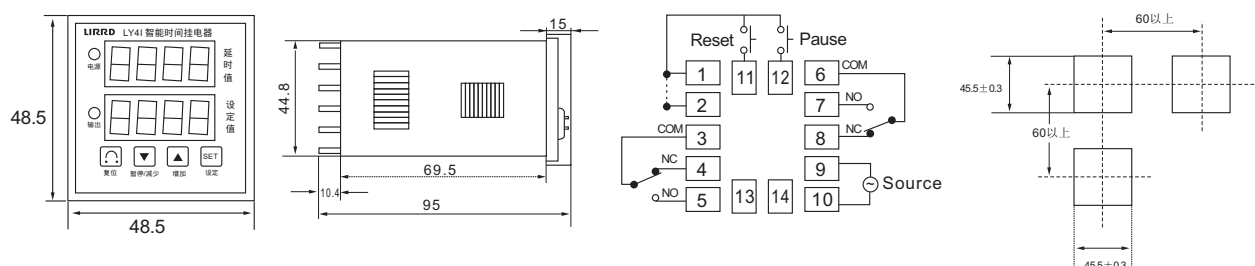 LIRRD LY4I 智能时间挂电器
电源
延时值
输出
设定值
SET
复位 暂停/减少 增加 设定
48.5
48.5
15
44.8
69.5
10.4
95
Reset Pause
1 11 12 6 COM
2 7 NO
COM 3 8 NC
NC 4 9
NO 5 13 14 10
Source
60以上
45.5±0.3
60以上
45.5±0.3